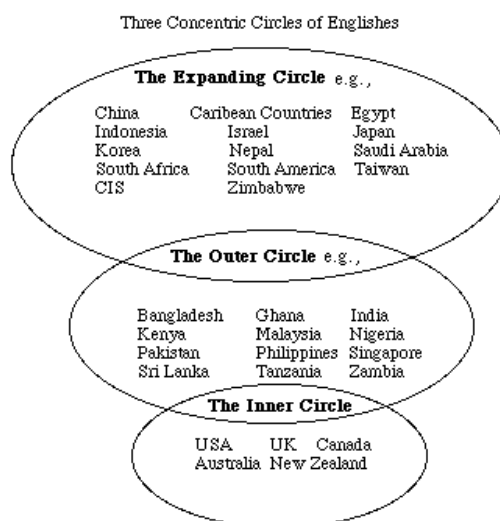 Three Concentric Circles of Englishes
The Expanding Circle e.g.,
China Caribean Countries Egypt
Indonesia Israel Japan
Korea Nepal Saudi Arabia
South Africa South America Taiwan
CIS Zimbabwe
The Outer Circle e.g.,
Bangladesh Ghana India
Kenya Malaysia Nigeria
Pakistan Philippines Singapore
Sri Lanka Tanzania Zambia
The Inner Circle
USA UK Canada
Australia New Zealand